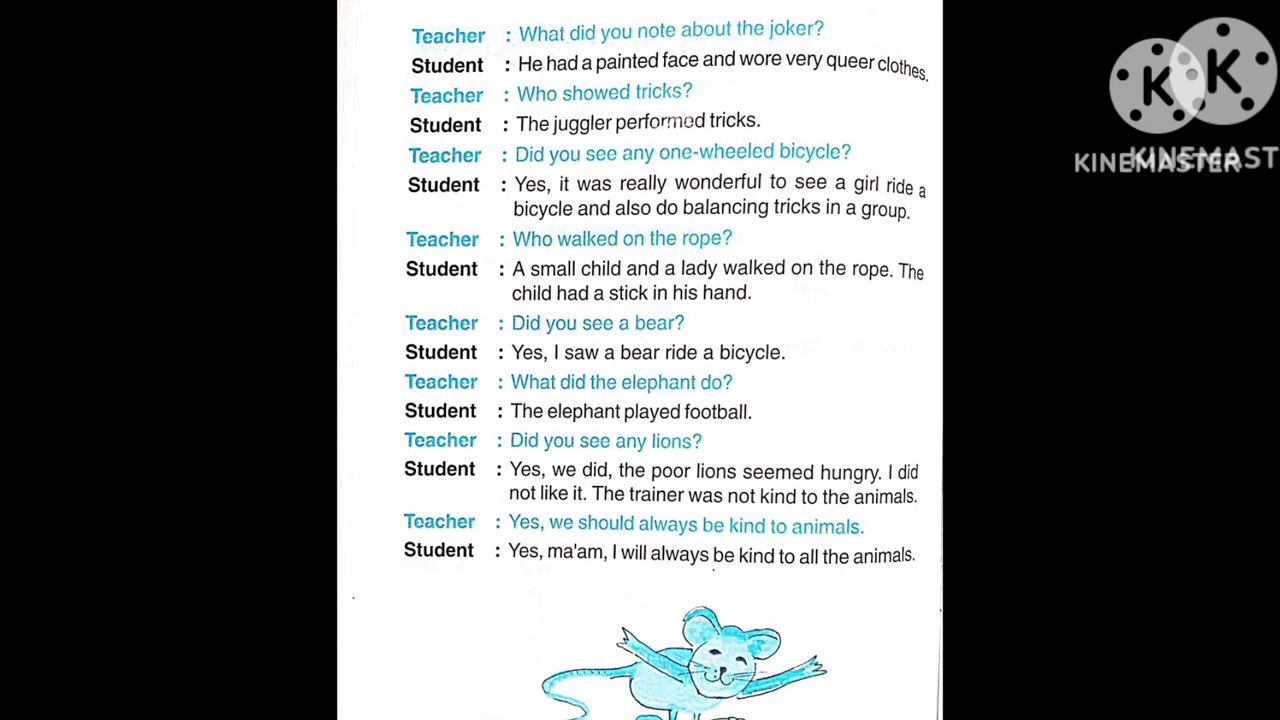 Teacher : What did you note about the joker?
Student : He had a painted face and wore very queer clothes.
Teacher : Who showed tricks?
Student : The juggler performed tricks.
Teacher : Did you see any one-wheeled bicycle?
Student : Yes, it was really wonderful to see a girl ride a
bicycle and also do balancing tricks in a group.
Teacher : Who walked on the rope?
Student : A small child and a lady walked on the rope. The
child had a stick in his hand.
Teacher : Did you see a bear?
Student : Yes, I saw a bear ride a bicycle.
Teacher : What did the elephant do?
Student : The elephant played football.
Teacher : Did you see any lions?
Student : Yes, we did, the poor lions seemed hungry. I did
not like it. The trainer was not kind to the animals.
Teacher : Yes, we should always be kind to animals.
Student : Yes, ma'am, I will always be kind to all the animals.
K K
KINEMASTER KINEMAST